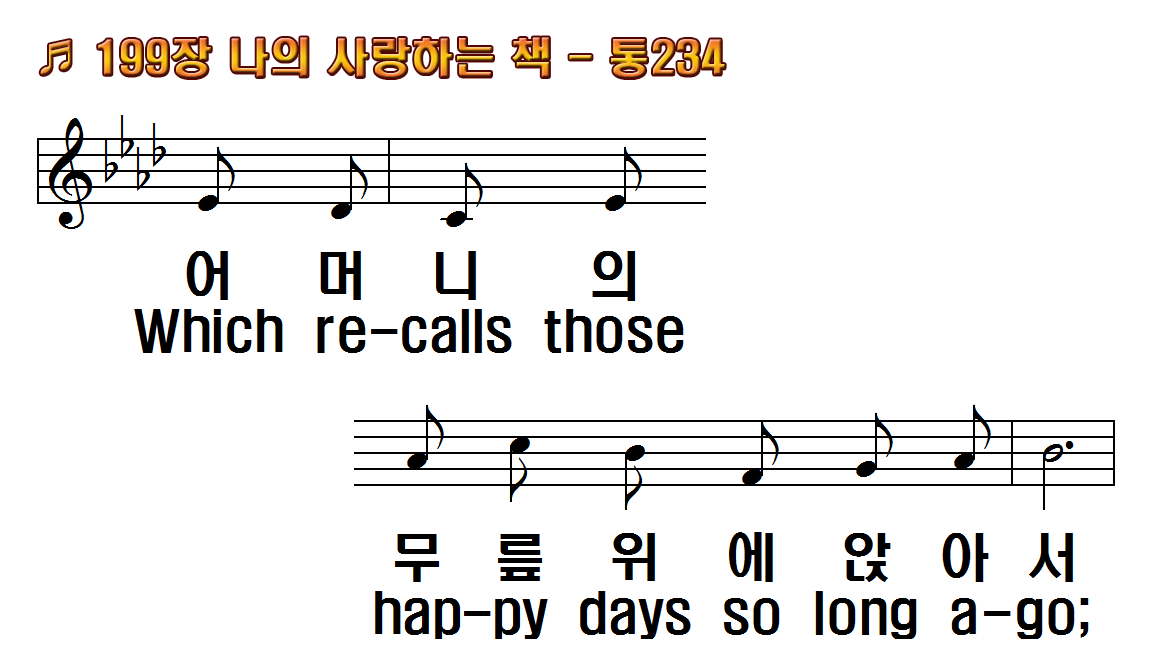 ♬ 199장 나의 사랑하는 책 - 통234
어 머 니 의
Which re-calls those
무 릎 위 에 앉 아 서
hap-py days so long a-go;